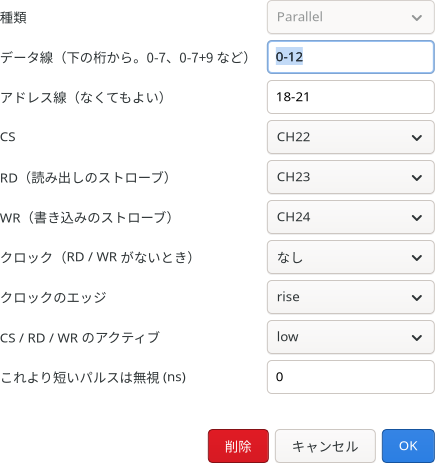 種類 Parallel
データ線（下の桁から。0-7、0-7+9 など） 0-12
アドレス線（なくてもよい） 18-21
CS CH22
RD（読み出しのストローブ） CH23
WR（書き込みのストローブ） CH24
クロック（RD / WR がないとき） なし
クロックのエッジ rise
CS / RD / WR のアクティブ low
これより短いパルスは無視 (ns) 0
削除 キャンセル OK